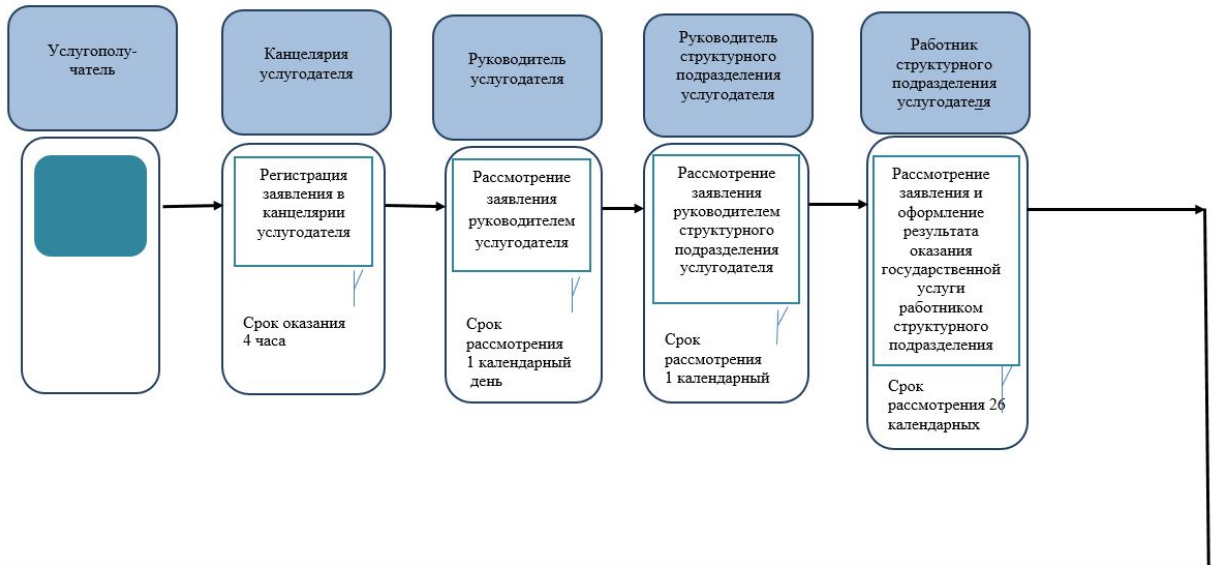 Услугополу-
чатель
Канцелярия
услугодателя
Руководитель
услугодателя
Руководитель
структурного
подразделения
услугодателя
Работник
структурного
подразделения
услугодателя
Регистрация
заявления в
канцелярии
услугодателя
Срок оказания
4 часа
Рассмотрение
заявления
руководителем
услугодателя
Срок
рассмотрения
1 календарный
день
Рассмотрение
заявления
руководителем
структурного
подразделения
услугодателя
Срок
рассмотрения
1 календарный
Рассмотрение
заявления и
оформление
результата
оказания
государственной
услуги
работником
структурного
подразделения
Срок
рассмотрения 26
календарных